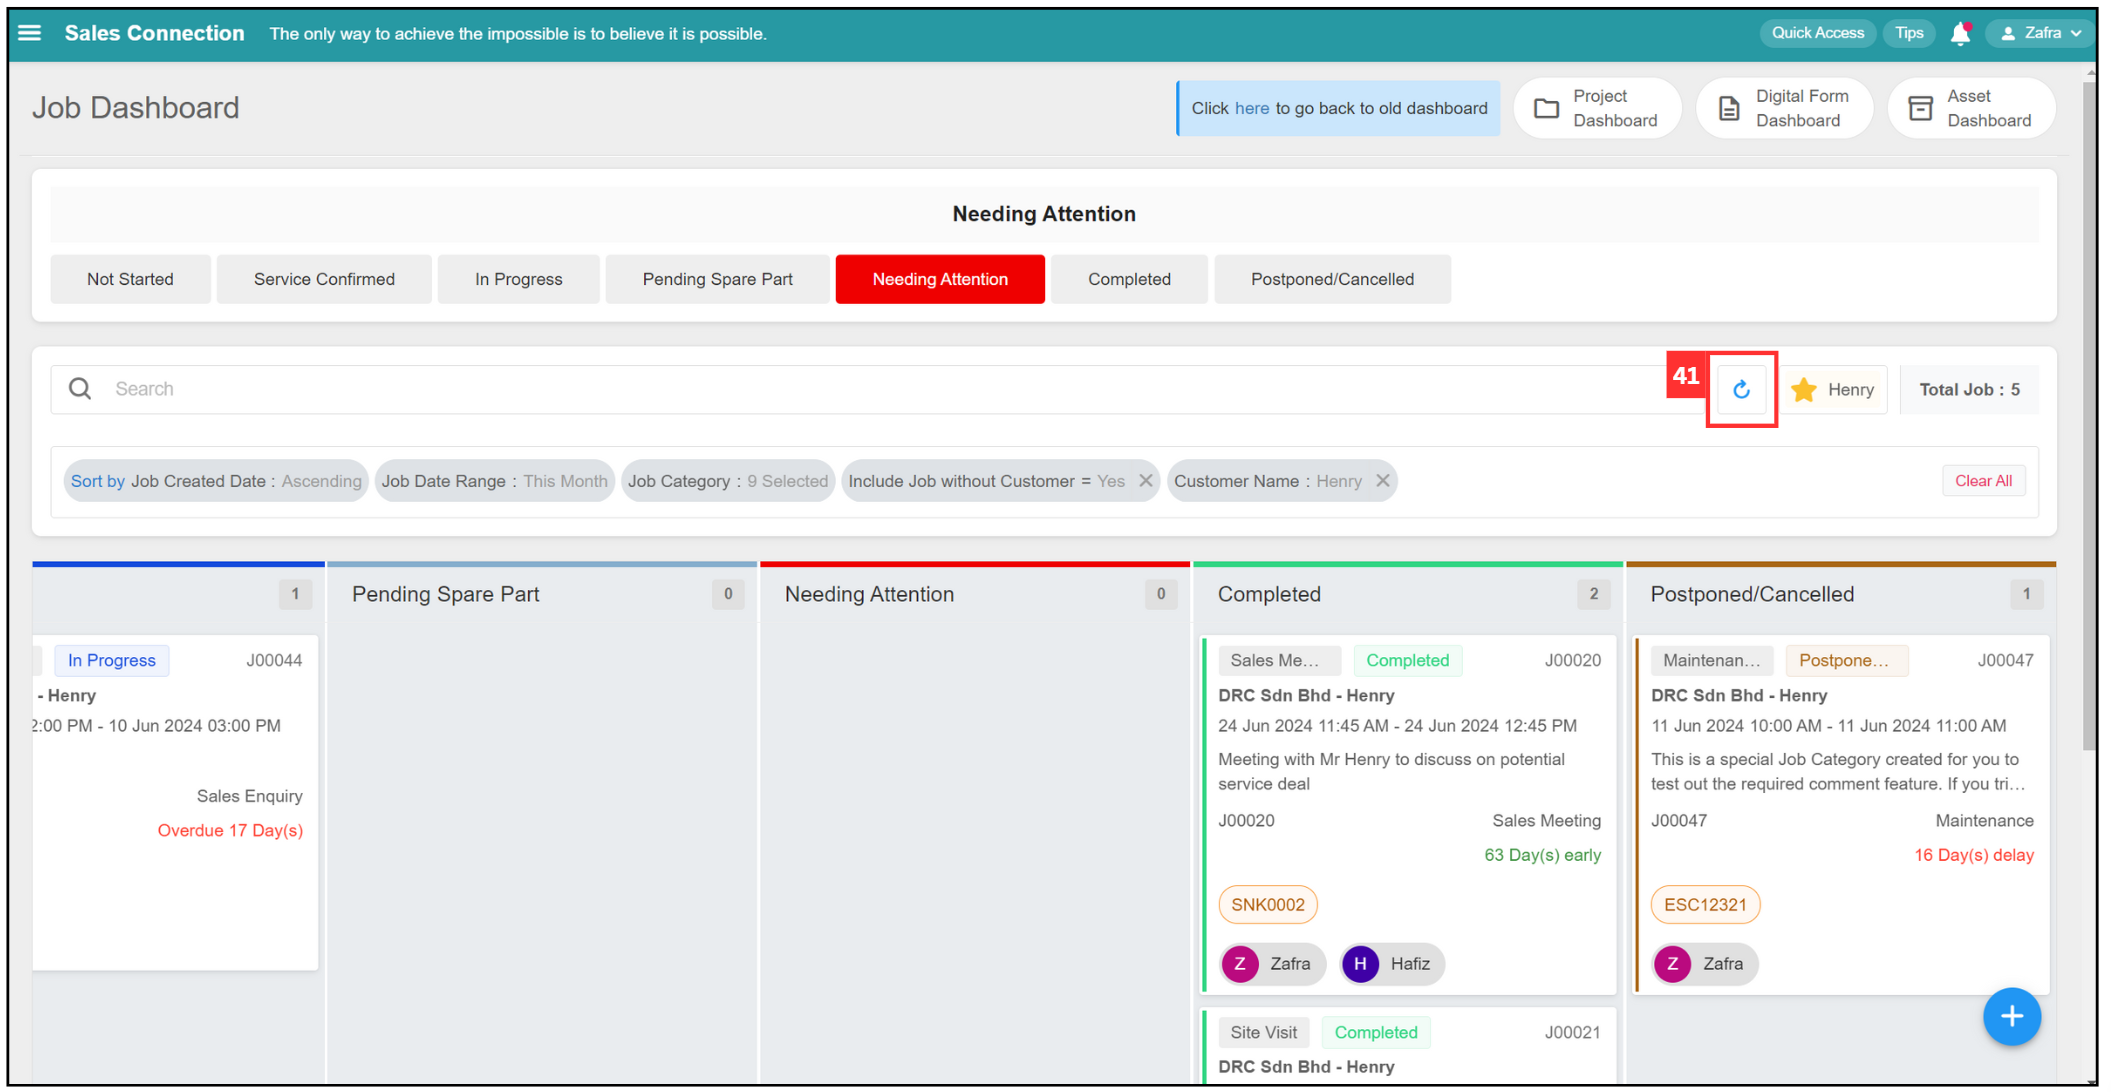 Sales Connection The only way to achieve the impossible is to believe it is possible. Quick Access Tips Zafra
Job Dashboard
Click here to go back to old dashboard
Project
Dashboard
Digital Form
Dashboard
Asset
Dashboard
Needing Attention
Not Started Service Confirmed In Progress Pending Spare Part Needing Attention Completed Postponed/Cancelled
Search
41
Henry
Total Job : 5
Sort by Job Created Date : Ascending Job Date Range : This Month Job Category : 9 Selected Include Job without Customer = Yes Customer Name : Henry Clear All
1
In Progress J00044
- Henry
2:00 PM - 10 Jun 2024 03:00 PM
Sales Enquiry
Overdue 17 Day(s)
Pending Spare Part 0
Needing Attention 0
Completed 2
Sales Me... Completed J00020
DRC Sdn Bhd - Henry
24 Jun 2024 11:45 AM - 24 Jun 2024 12:45 PM
Meeting with Mr Henry to discuss on potential
service deal
J00020 Sales Meeting
63 Day(s) early
SNK0002
Z Zafra H Hafiz
Site Visit Completed J00021
DRC Sdn Bhd - Henry
Postponed/Cancelled 1
Maintenan... Postpone... J00047
DRC Sdn Bhd - Henry
11 Jun 2024 10:00 AM - 11 Jun 2024 11:00 AM
This is a special Job Category created for you to
test out the required comment feature. If you tri...
J00047 Maintenance
16 Day(s) delay
ESC12321
Z Zafra